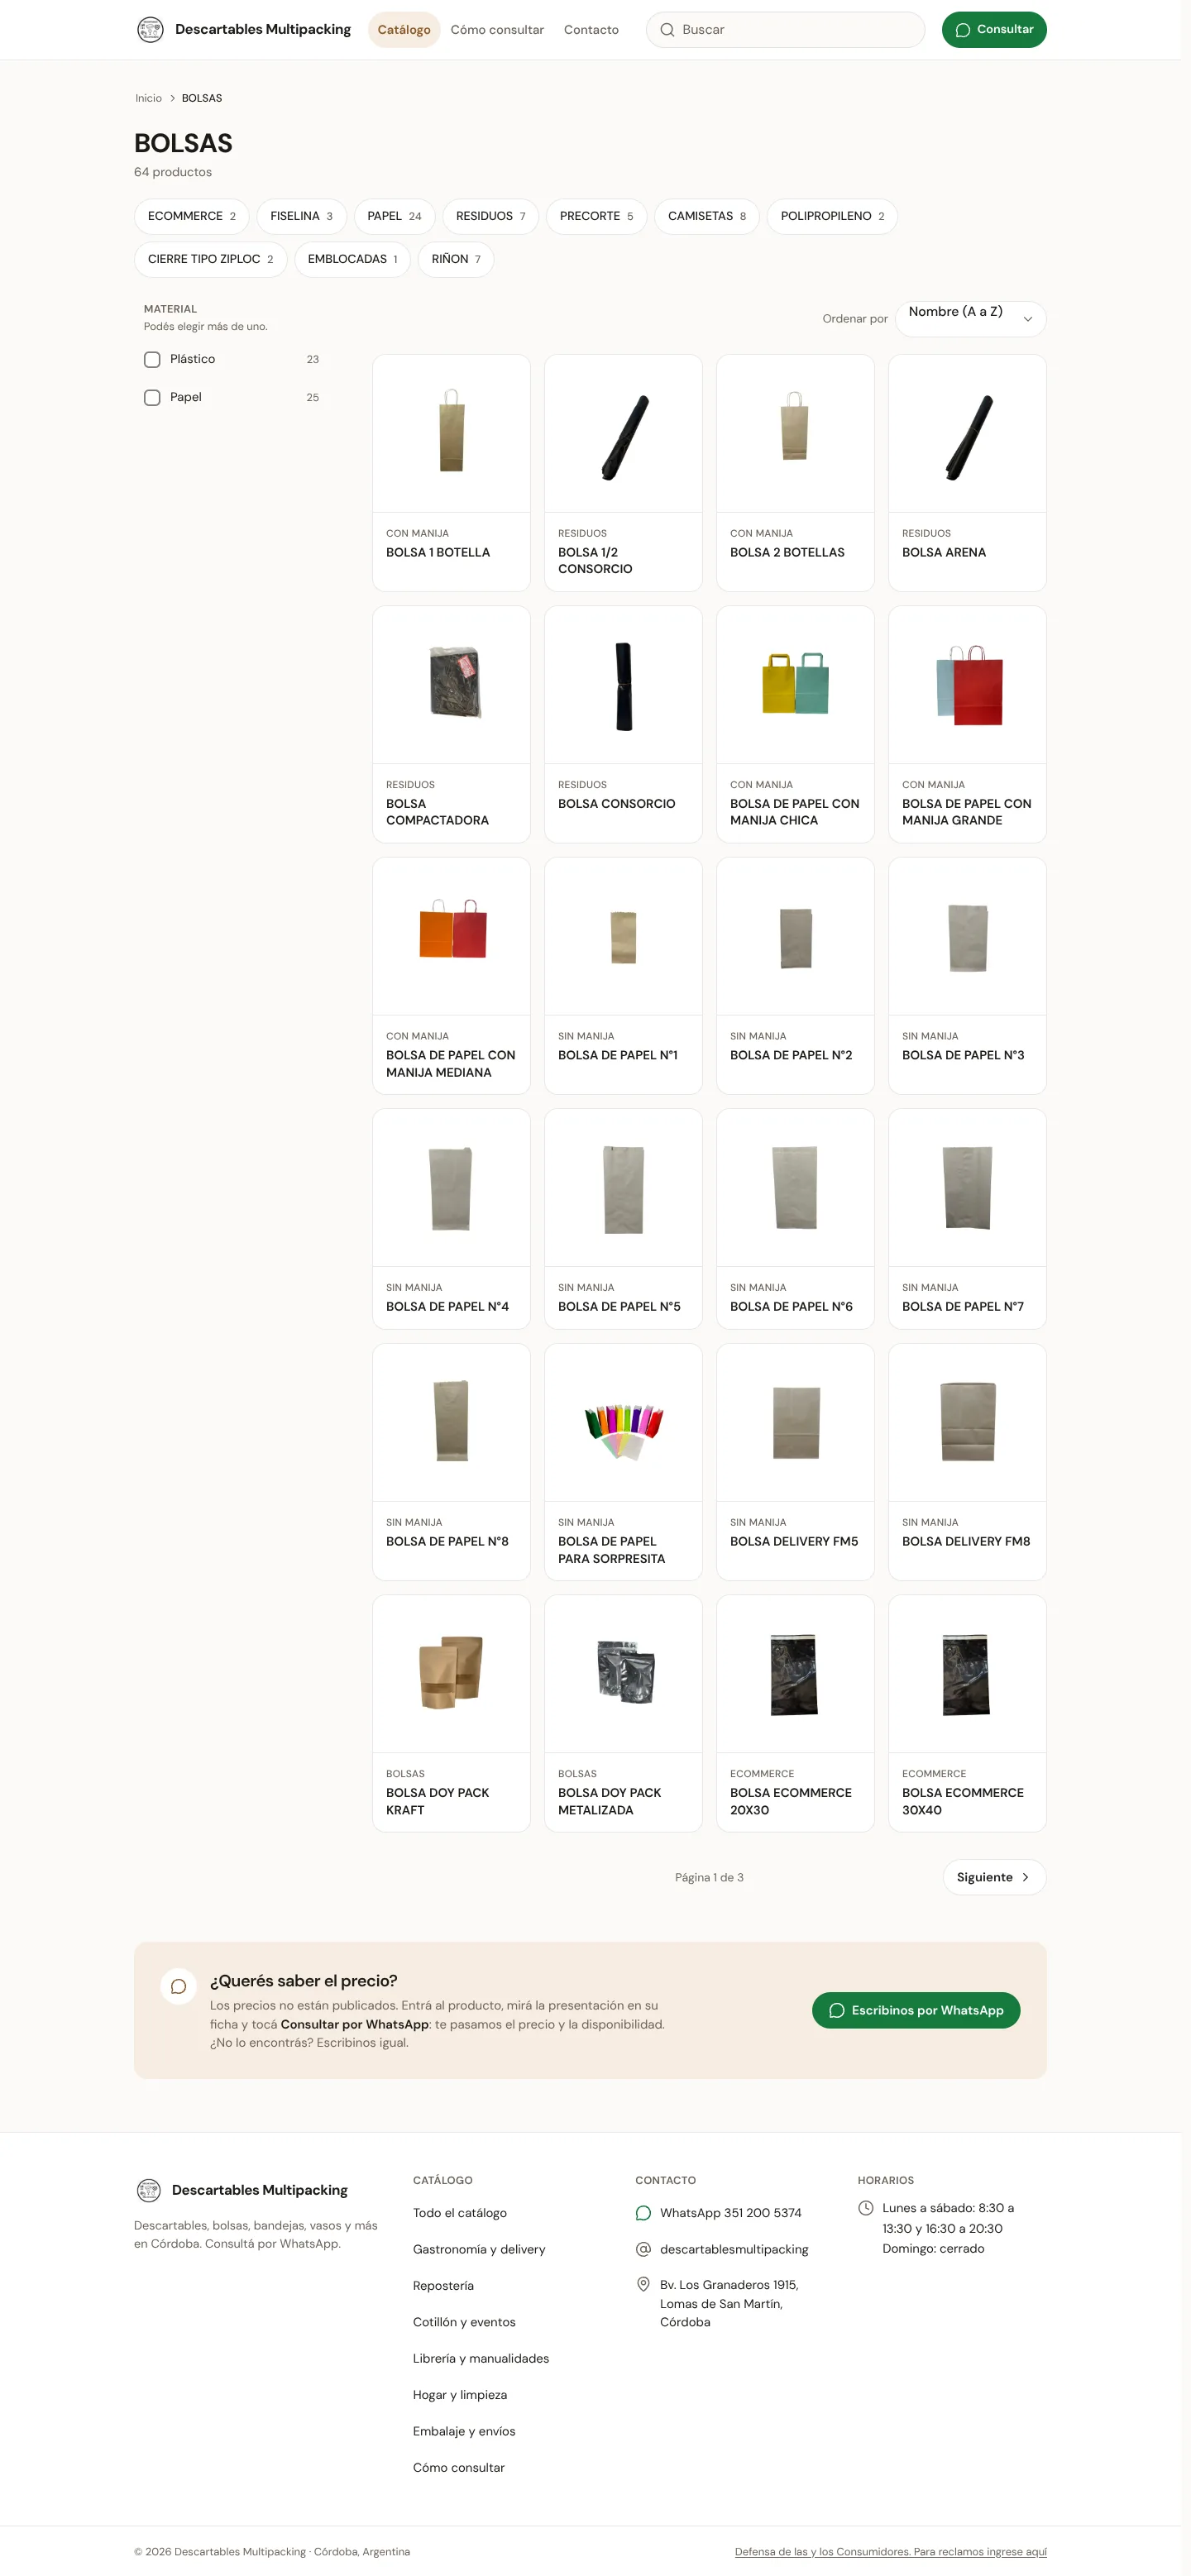 Descartables Multipacking
Catálogo
Cómo consultar
Contacto
Buscar
Consultar
Inicio
BOLSAS
BOLSAS
64 productos
ECOMMERCE 2
FISELINA 3
PAPEL 24
RESIDUOS 7
PRECORTE 5
CAMISETAS 8
POLIPROPILENO 2
CIERRE TIPO ZIPLOC 2
EMBLOCADAS 1
RIÑON 7
MATERIAL
Podés elegir más de uno.
Plástico 23
Papel 25
Ordenar por
Nombre (A a Z)
CON MANIJA
BOLSA 1 BOTELLA
RESIDUOS
BOLSA 1/2
CONSORCIO
CON MANIJA
BOLSA 2 BOTELLAS
RESIDUOS
BOLSA ARENA
RESIDUOS
BOLSA
COMPACTADORA
RESIDUOS
BOLSA CONSORCIO
CON MANIJA
BOLSA DE PAPEL CON
MANIJA CHICA
CON MANIJA
BOLSA DE PAPEL CON
MANIJA GRANDE
CON MANIJA
BOLSA DE PAPEL CON
MANIJA MEDIANA
SIN MANIJA
BOLSA DE PAPEL N°1
SIN MANIJA
BOLSA DE PAPEL N°2
SIN MANIJA
BOLSA DE PAPEL N°3
SIN MANIJA
BOLSA DE PAPEL N°4
SIN MANIJA
BOLSA DE PAPEL N°5
SIN MANIJA
BOLSA DE PAPEL N°6
SIN MANIJA
BOLSA DE PAPEL N°7
SIN MANIJA
BOLSA DE PAPEL N°8
SIN MANIJA
BOLSA DE PAPEL
PARA SORPRESITA
SIN MANIJA
BOLSA DELIVERY FM5
SIN MANIJA
BOLSA DELIVERY FM8
BOLSAS
BOLSA DOY PACK
KRAFT
BOLSAS
BOLSA DOY PACK
METALIZADA
ECOMMERCE
BOLSA ECOMMERCE
20X30
ECOMMERCE
BOLSA ECOMMERCE
30X40
Página 1 de 3
Siguiente
¿Querés saber el precio?
Los precios no están publicados. Entrá al producto, mirá la presentación en su
ficha y tocá Consultar por WhatsApp: te pasamos el precio y la disponibilidad.
¿No lo encontrás? Escribinos igual.
Escribinos por WhatsApp
Descartables Multipacking
Descartables, bolsas, bandejas, vasos y más
en Córdoba. Consultá por WhatsApp.
CATÁLOGO
Todo el catálogo
Gastronomía y delivery
Repostería
Cotillón y eventos
Librería y manualidades
Hogar y limpieza
Embalaje y envíos
Cómo consultar
CONTACTO
WhatsApp 351 200 5374
descartablesmultipacking
Bv. Los Granaderos 1915,
Lomas de San Martín,
Córdoba
HORARIOS
Lunes a sábado: 8:30 a
13:30 y 16:30 a 20:30
Domingo: cerrado
© 2026 Descartables Multipacking · Córdoba, Argentina
Defensa de las y los Consumidores. Para reclamos ingrese aquí